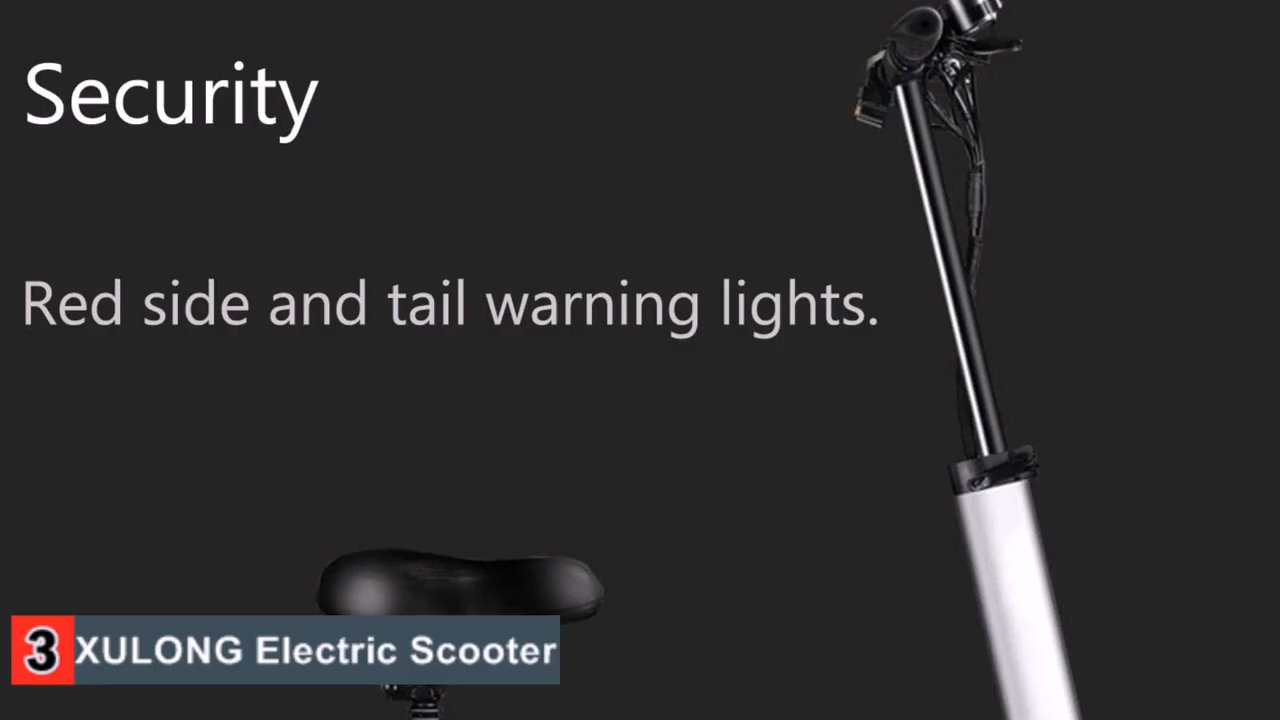 Security
Red side and tail warning lights.
3 XULONG Electric Scooter